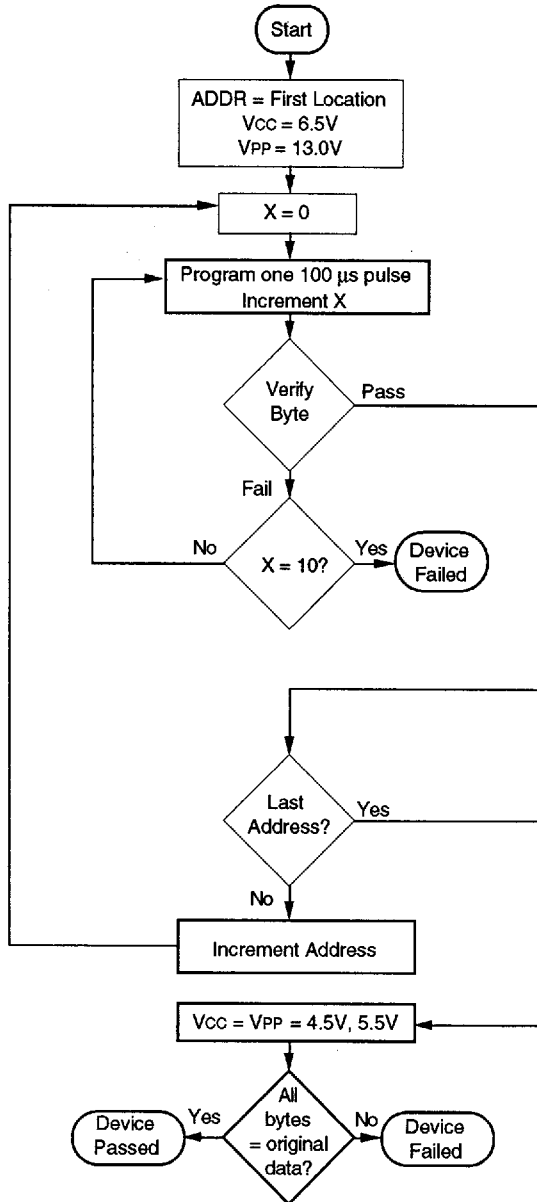 Start
ADDR = First Location
VCC = 6.5V
VPP = 13.0V
X = 0
Program one 100 µs pulse
Increment X
Verify
Byte
Pass
Fail
No
X = 10?
Yes
Device
Failed
Last
Address?
Yes
No
Increment Address
VCC = VPP = 4.5V, 5.5V
Device
Passed
Yes
All
bytes
= original
data?
No
Device
Failed